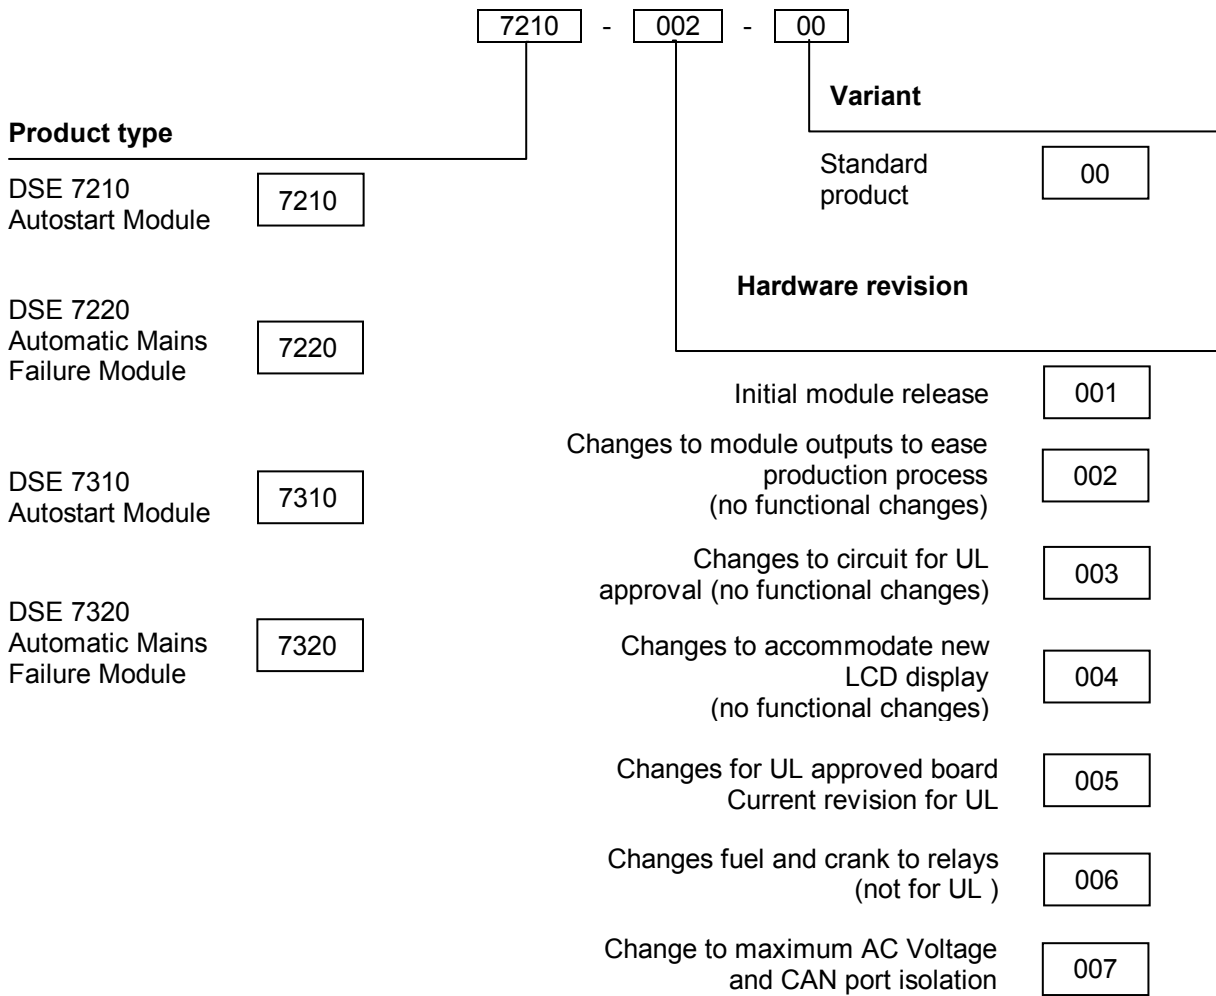 7210 - 002 - 00
Variant
Standard
product
00
Product type
DSE 7210
Autostart Module
7210
DSE 7220
Automatic Mains
Failure Module
7220
DSE 7310
Autostart Module
7310
DSE 7320
Automatic Mains
Failure Module
7320
Hardware revision
Initial module release
001
Changes to module outputs to ease
production process
(no functional changes)
002
Changes to circuit for UL
approval (no functional changes)
003
Changes to accommodate new
LCD display
(no functional changes)
004
Changes for UL approved board
Current revision for UL
005
Changes fuel and crank to relays
(not for UL )
006
Change to maximum AC Voltage
and CAN port isolation
007